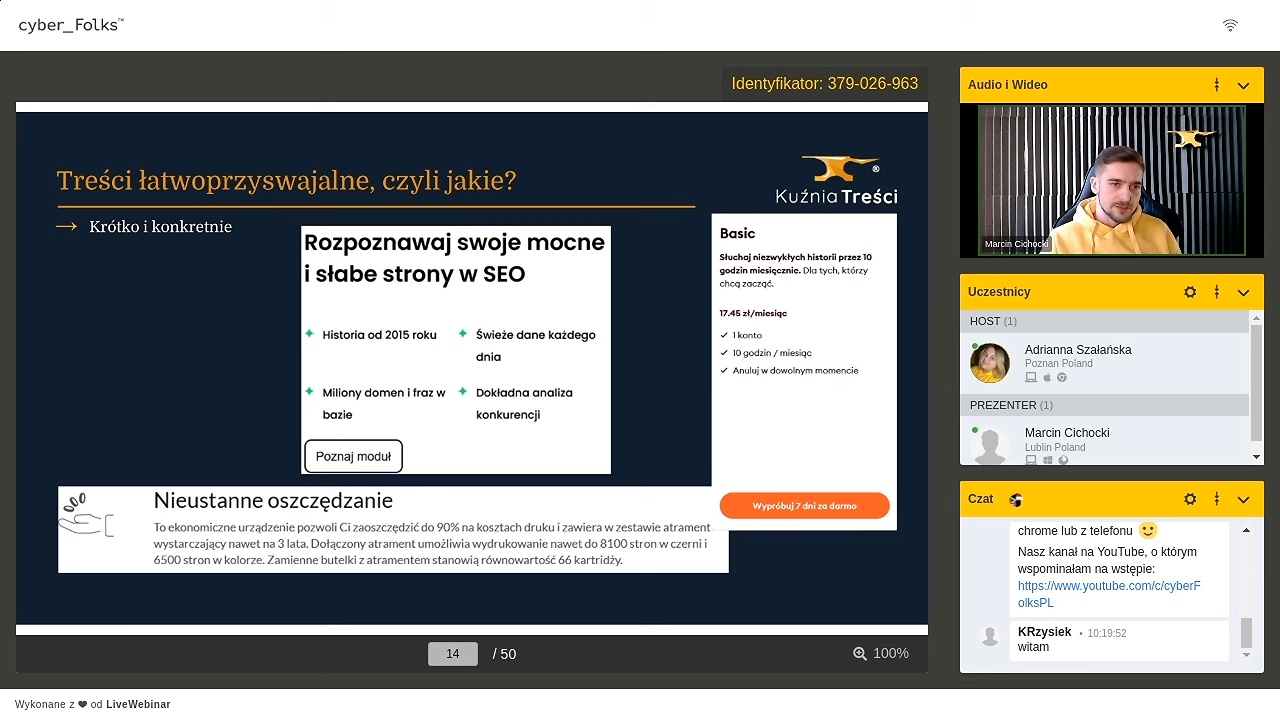 cyber_Folks™
Identyfikator: 379-026-963
Treści łatwoprzyswajalne, czyli jakie?
→ Krótko i konkretnie
Kuźnia Treści®
Rozpoznawaj swoje mocne
i słabe strony w SEO
Historia od 2015 roku
Świeże dane każdego
dnia
Miliony domen i fraz w
bazie
Dokładna analiza
konkurencji
Poznaj moduł
Basic
Słuchaj niezwykłych historii przez 10
godzin miesięcznie. Dla tych, którzy
chcą zacząć.
17.45 zł/miesiąc
1 konto
10 godzin / miesiąc
Anuluj w dowolnym momencie
Wypróbuj 7 dni za darmo
Nieustanne oszczędzanie
To ekonomiczne urządzenie pozwoli Ci zaoszczędzić do 90% na kosztach druku i zawiera w zestawie atrament
wystarczający nawet na 3 lata. Dołączony atrament umożliwia wydrukowanie nawet do 8100 stron w czerni i
6500 stron w kolorze. Zamienne butelki z atramentem stanowią równowartość 66 kartridży.
14 / 50
100%
Audio i Wideo
Marcin Cichocki
Uczestnicy
HOST (1)
Adrianna Szałańska
Poznan Poland
PREZENTER (1)
Marcin Cichocki
Lublin Poland
Czat
chrome lub z telefonu 🙂
Nasz kanał na YouTube, o którym
wspominałam na wstępie:
https://www.youtube.com/c/cyberF
olksPL
KRzysiek • 10:19:52
witam
Wykonane z ❤ od LiveWebinar